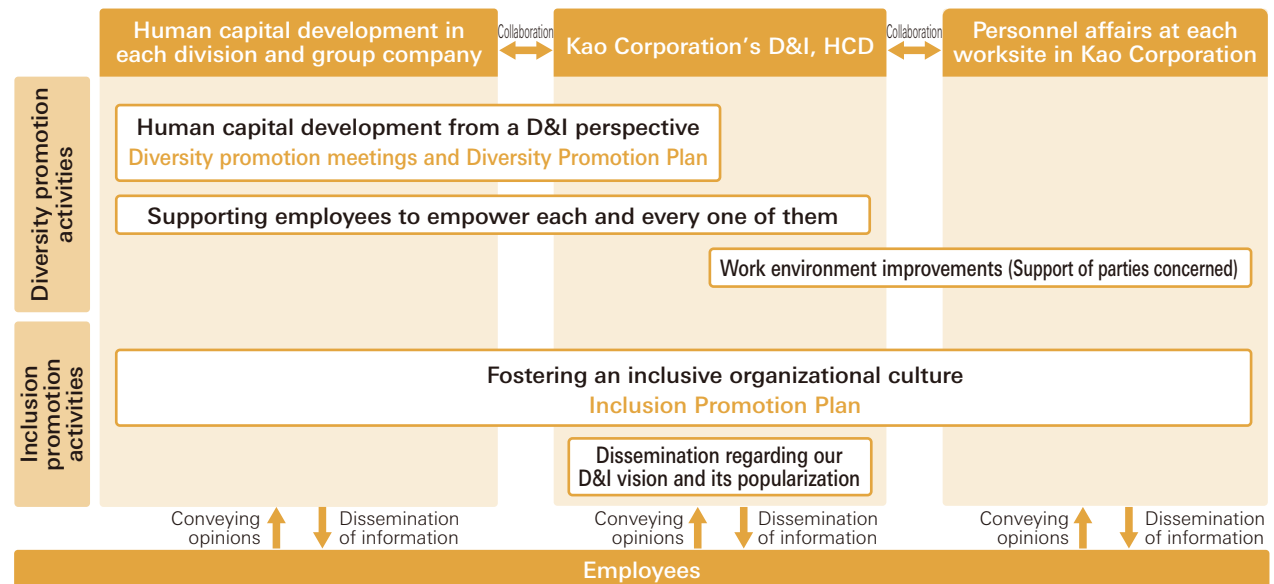 Human capital development in
each division and group company
Collaboration
Kao Corporation's D&I, HCD
Collaboration
Personnel affairs at each
worksite in Kao Corporation
Diversity promotion
activities
Human capital development from a D&I perspective
Diversity promotion meetings and Diversity Promotion Plan
Supporting employees to empower each and every one of them
Work environment improvements (Support of parties concerned)
Inclusion
promotion
activities
Fostering an inclusive organizational culture
Inclusion Promotion Plan
Dissemination regarding our
D&I vision and its popularization
Conveying
opinions
Dissemination
of information
Conveying
opinions
Dissemination
of information
Conveying
opinions
Dissemination
of information
Employees